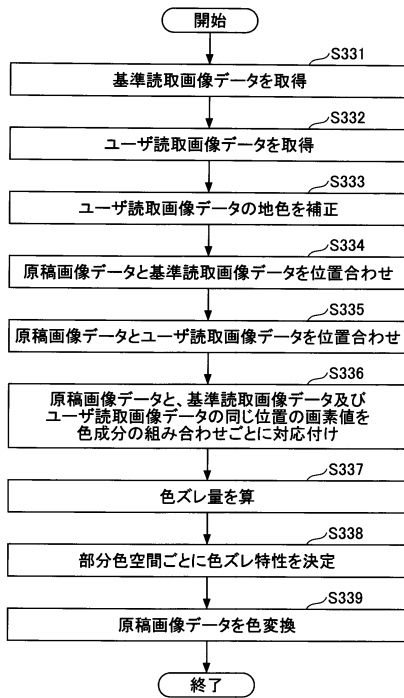 開始
S331
基準読取画像データを取得
S332
ユーザ読取画像データを取得
S333
ユーザ読取画像データの地色を補正
S334
原稿画像データと基準読取画像データを位置合わせ
S335
原稿画像データとユーザ読取画像データを位置合わせ
S336
原稿画像データと、基準読取画像データ及び
ユーザ読取画像データの同じ位置の画素値を
色成分の組み合わせごとに対応付け
S337
色ズレ量を算
S338
部分色空間ごとに色ズレ特性を決定
S339
原稿画像データを色変換
終了